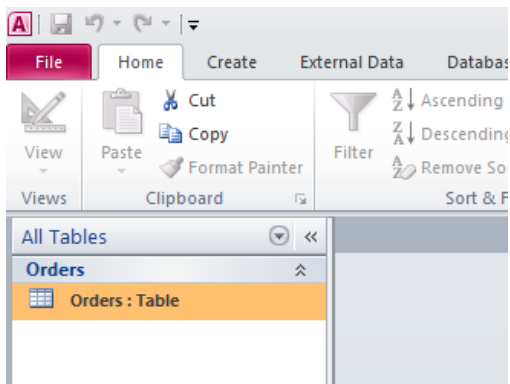 A
File Home Create External Data Databas
View Paste Cut Copy Format Painter Filter Ascending Descending Remove So
Views Clipboard Sort & F
All Tables
Orders
Orders : Table